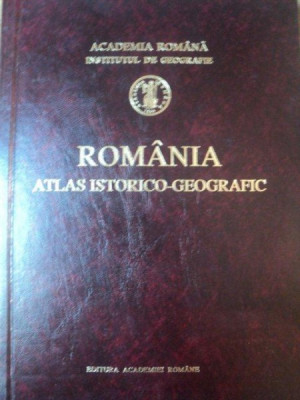 ACADEMIA ROMÂNĂ
INSTITUTUL DE GEOGRAFIE
ROMÂNIA
ATLAS ISTORICO-GEOGRAFIC
EDITURA ACADEMIEI ROMÂNE